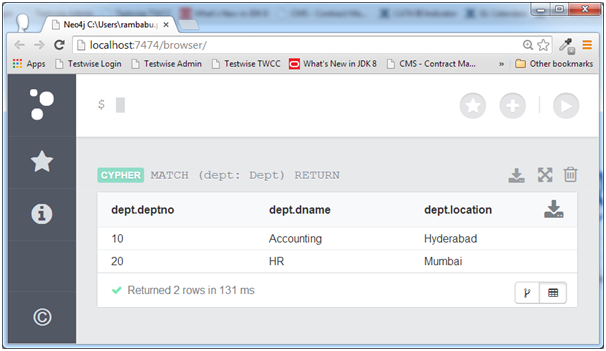 Neo4j C:\Users\rambabu.
localhost:7474/browser/
Apps Testwise Login Testwise Admin Testwise TWCC What's New in JDK 8 CMS - Contract Ma... » Other bookmarks
$
CYPHER MATCH (dept: Dept) RETURN
dept.deptno dept.dname dept.location
10 Accounting Hyderabad
20 HR Mumbai
Returned 2 rows in 131 ms
©